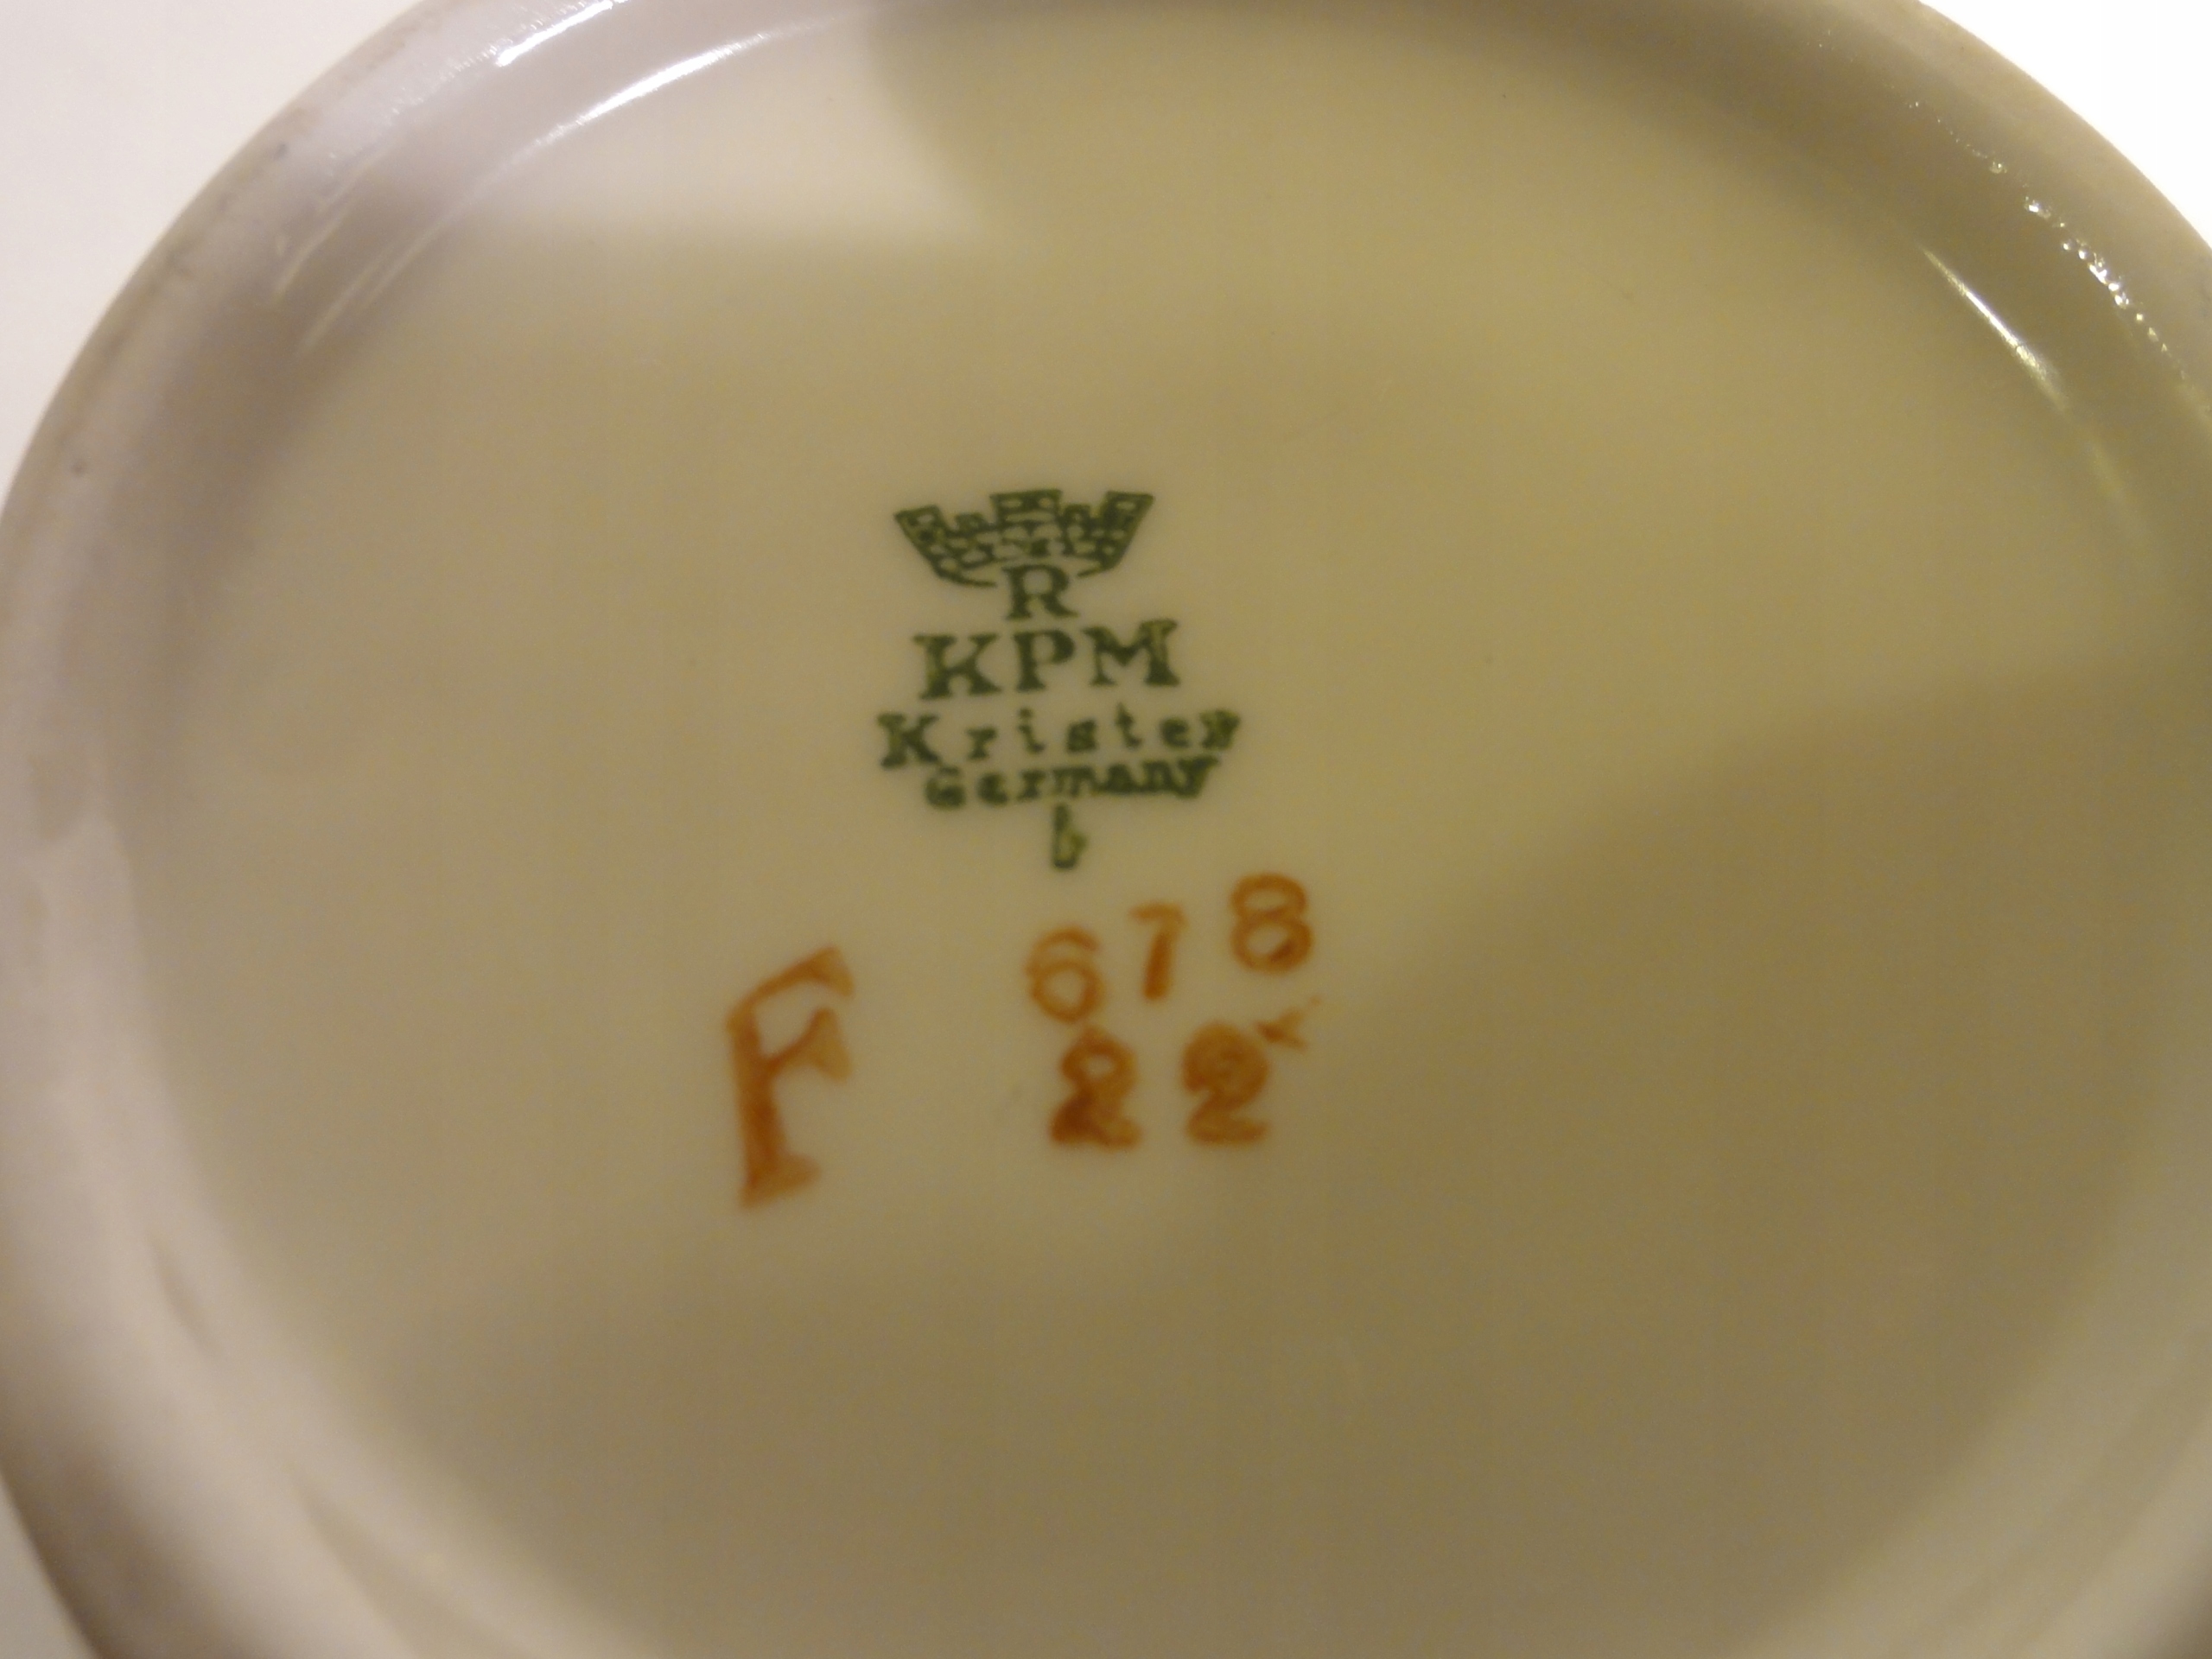 R
KPM
Krister
Germany
F 678
22